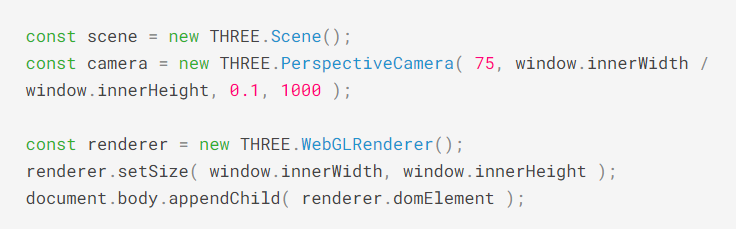 const scene = new THREE.Scene();
const camera = new THREE.PerspectiveCamera( 75, window.innerWidth /
window.innerHeight, 0.1, 1000 );
const renderer = new THREE.WebGLRenderer();
renderer.setSize( window.innerWidth, window.innerHeight );
document.body.appendChild( renderer.domElement );